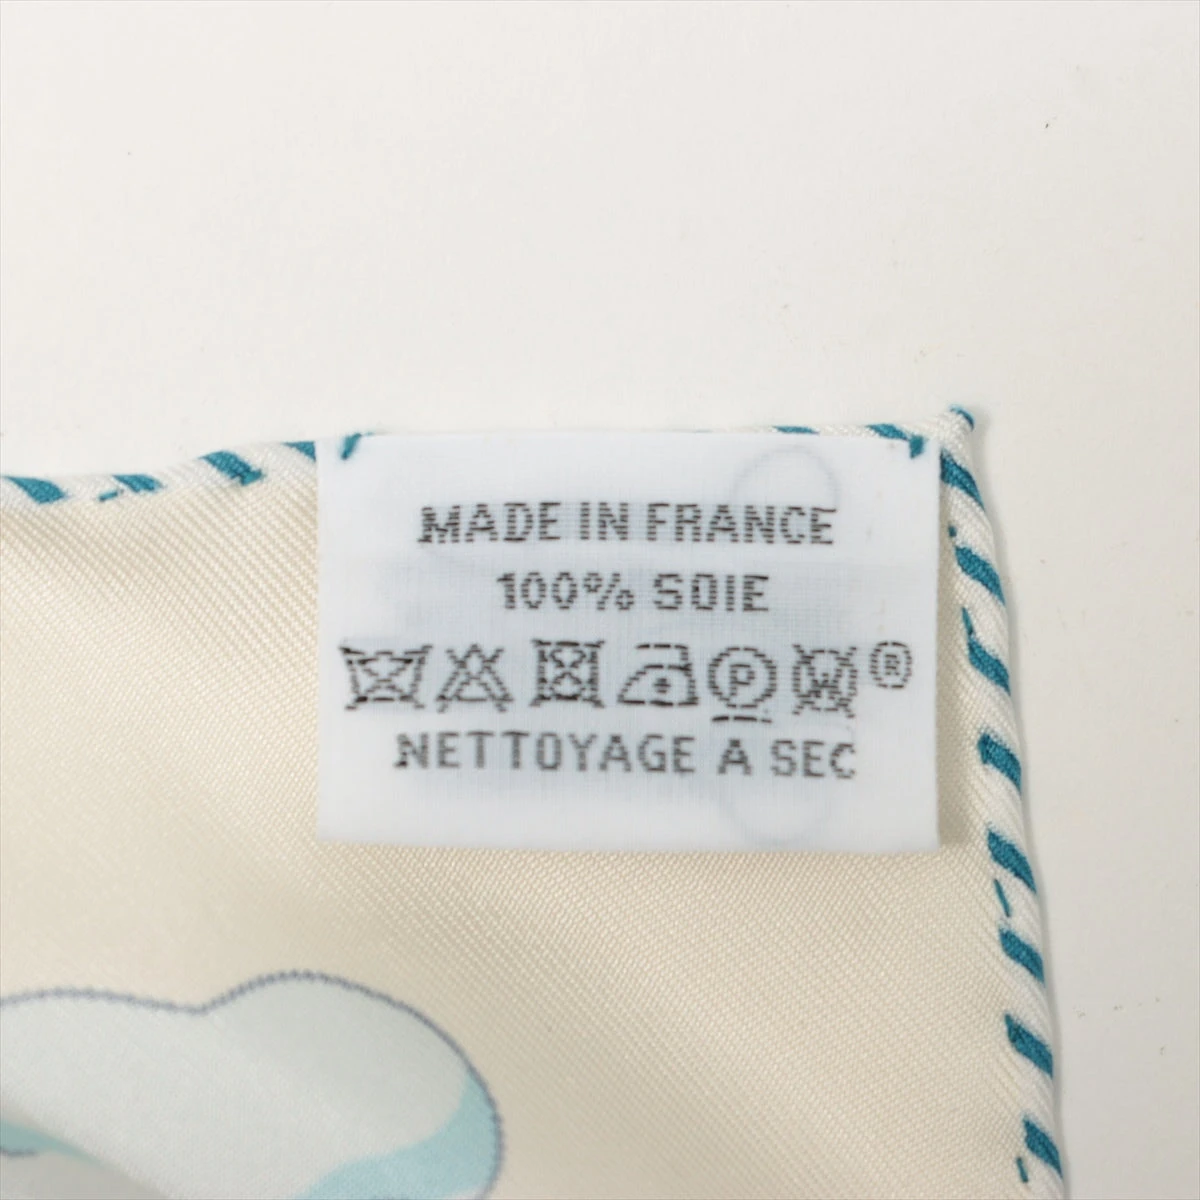 MADE IN FRANCE
100% SOIE
P W ®
NETTOYAGE A SEC